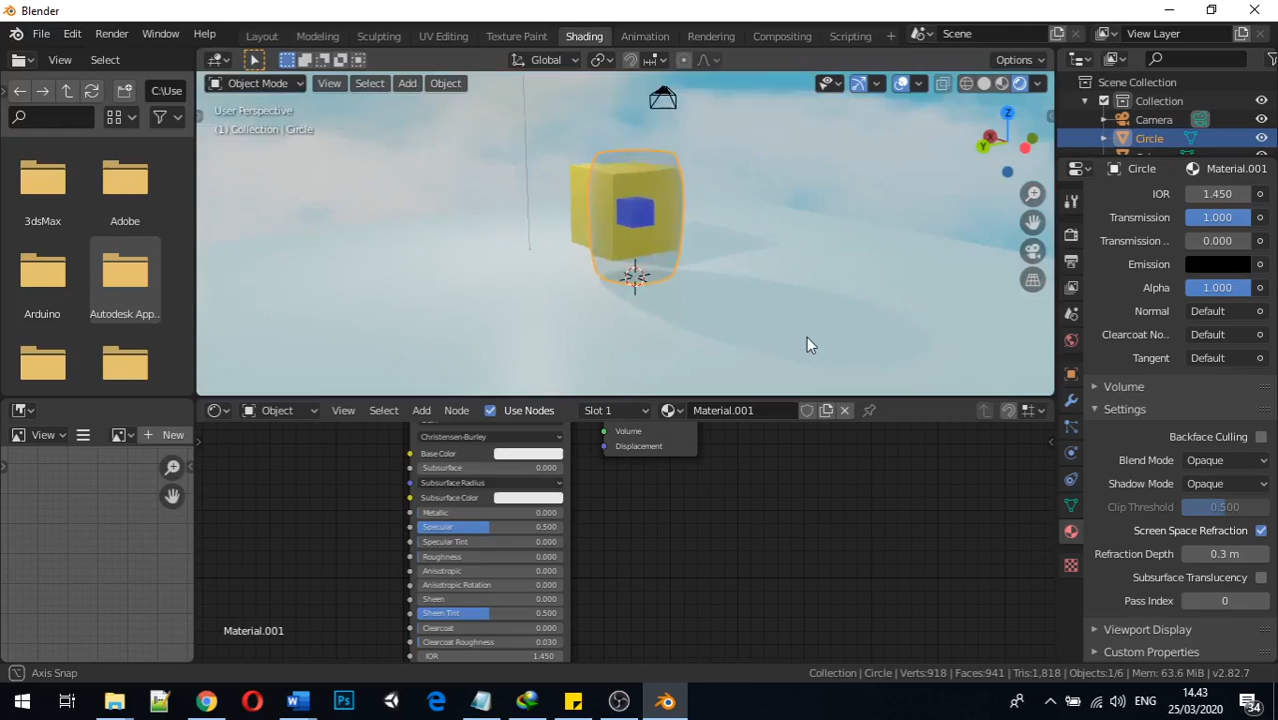 Blender
File Edit Render Window Help
Layout Modeling Sculpting UV Editing Texture Paint Shading Animation Rendering Compositing Scripting +
Scene View Layer
View Select
Global
Options
C:\Use
Object Mode View Select Add Object
User Perspective
(1) Collection | Circle
Z
X
Y
Scene Collection
Collection
Camera
Circle
Circle Material.001
IOR 1.450
Transmission 1.000
Transmission .. 0.000
Emission
Alpha 1.000
Normal Default
Clearcoat No.. Default
Tangent Default
Volume
Settings
Backface Culling
Blend Mode Opaque
Shadow Mode Opaque
Clip Threshold 0.500
Screen Space Refraction
Refraction Depth 0.3 m
Subsurface Translucency
Pass Index 0
Viewport Display
Custom Properties
3dsMax Adobe
Arduino Autodesk App..
View New
Object View Select Add Node Use Nodes Slot 1 Material.001
Christensen-Burley
Base Color
Subsurface 0.000
Subsurface Radius
Subsurface Color
Metallic 0.000
Specular 0.500
Specular Tint 0.000
Roughness 0.000
Anisotropic 0.000
Anisotropic Rotation 0.000
Sheen 0.000
Sheen Tint 0.500
Clearcoat 0.000
Clearcoat Roughness 0.030
IOR 1.450
Volume
Displacement
Material.001
Axis Snap
Collection | Circle | Verts:918 | Faces:941 | Tris:1,818 | Objects:1/6 | Mem: 63.6 MiB | v2.82.7
ENG
14.43
25/03/2020
34